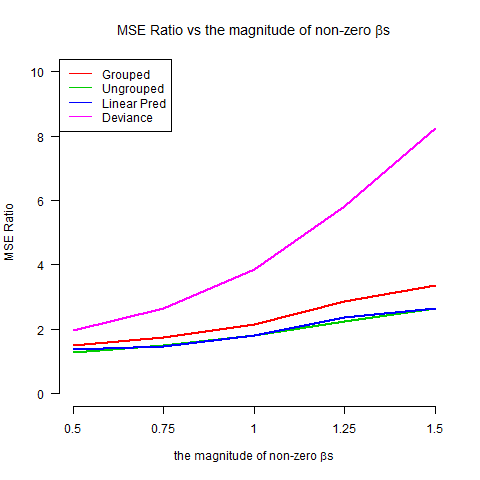 MSE Ratio vs the magnitude of non-zero βs
10
8
6
4
2
0
MSE Ratio
Grouped
Ungrouped
Linear Pred
Deviance
0.5 0.75 1 1.25 1.5
the magnitude of non-zero βs